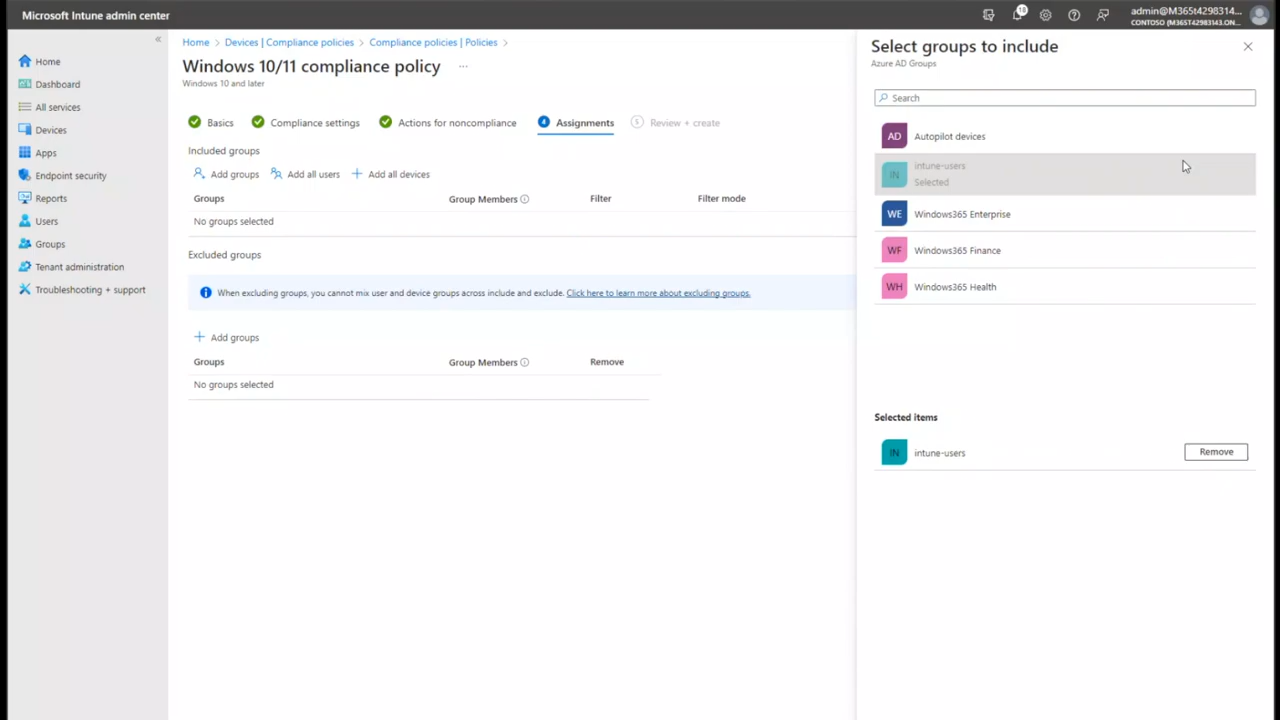 Microsoft Intune admin center
18
admin@M365t4298314...
CONTOSO (M365T4298143.ON...
«
Home
Dashboard
All services
Devices
Apps
Endpoint security
Reports
Users
Groups
Tenant administration
Troubleshooting + support
Home > Devices | Compliance policies > Compliance policies | Policies >
Windows 10/11 compliance policy ...
Windows 10 and later
Basics Compliance settings Actions for noncompliance 4 Assignments 5 Review + create
Included groups
Add groups Add all users Add all devices
Groups Group Members Filter Filter mode
No groups selected
Excluded groups
When excluding groups, you cannot mix user and device groups across include and exclude. Click here to learn more about excluding groups.
Add groups
Groups Group Members Remove
No groups selected
Select groups to include
Azure AD Groups
Search
AD Autopilot devices
IN intune-users
Selected
WE Windows365 Enterprise
WF Windows365 Finance
WH Windows365 Health
Selected items
IN intune-users Remove